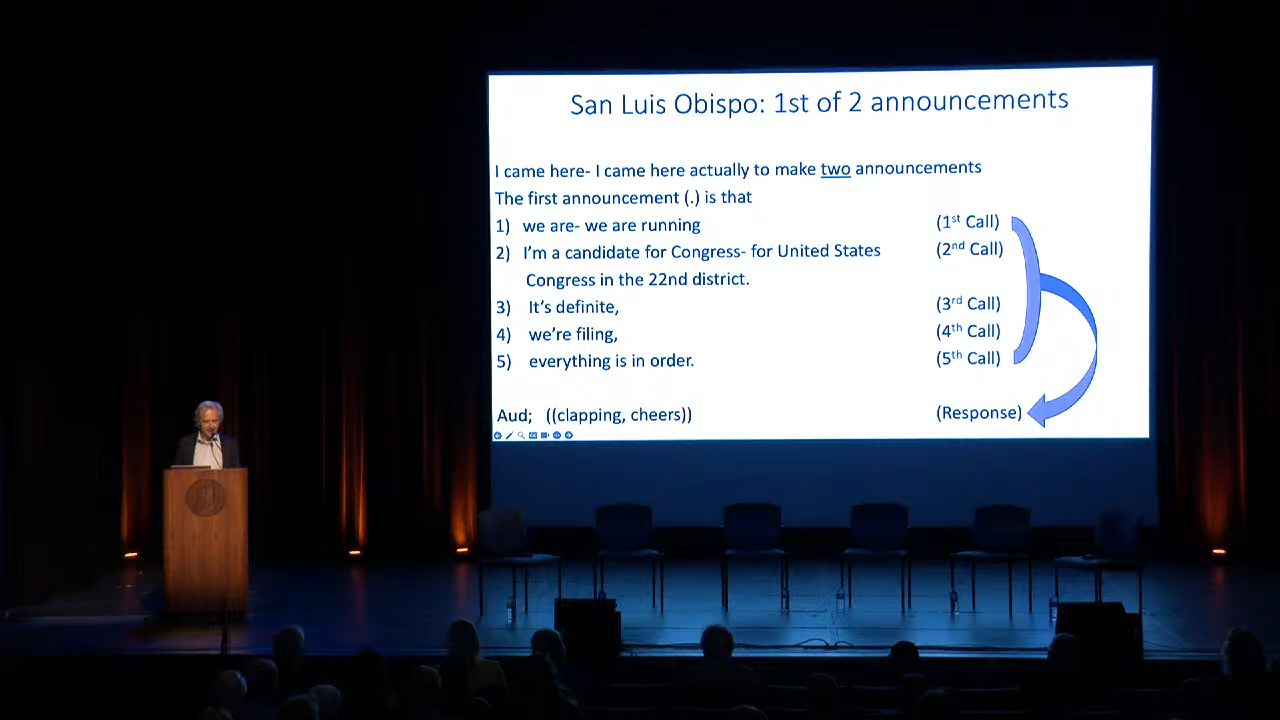 San Luis Obispo: 1st of 2 announcements
I came here- I came here actually to make two announcements
The first announcement (.) is that
1) we are- we are running (1st Call)
2) I'm a candidate for Congress- for United States (2nd Call)
Congress in the 22nd district.
3) It's definite, (3rd Call)
4) we're filing, (4th Call)
5) everything is in order. (5th Call)
Aud; ((clapping, cheers)) (Response)